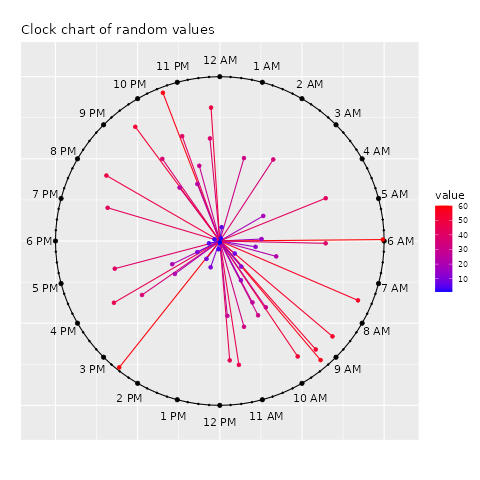 Clock chart of random values
12 AM
11 PM
1 AM
10 PM
2 AM
9 PM
3 AM
8 PM
4 AM
7 PM
5 AM
value
60
50
40
30
20
10
6 PM
6 AM
5 PM
7 AM
4 PM
8 AM
3 PM
9 AM
2 PM
10 AM
1 PM
11 AM
12 PM